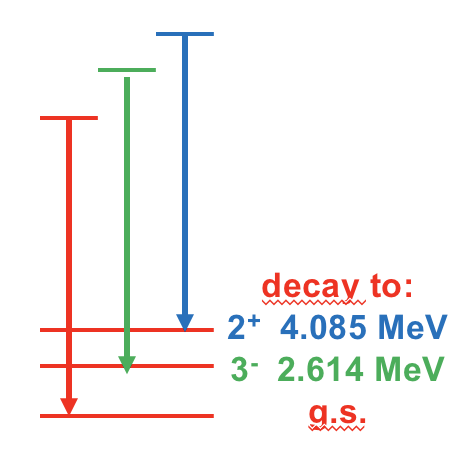 decay to:
2⁺ 4.085 MeV
3⁻ 2.614 MeV
g.s.